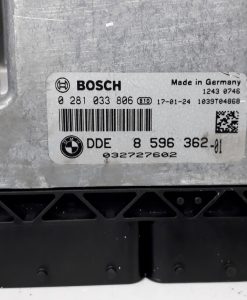 BOSCH
Made in Germany
1243 0746
0 281 033 806 17-01-24 1039T04868
DDE 8 596 362-01
032727602